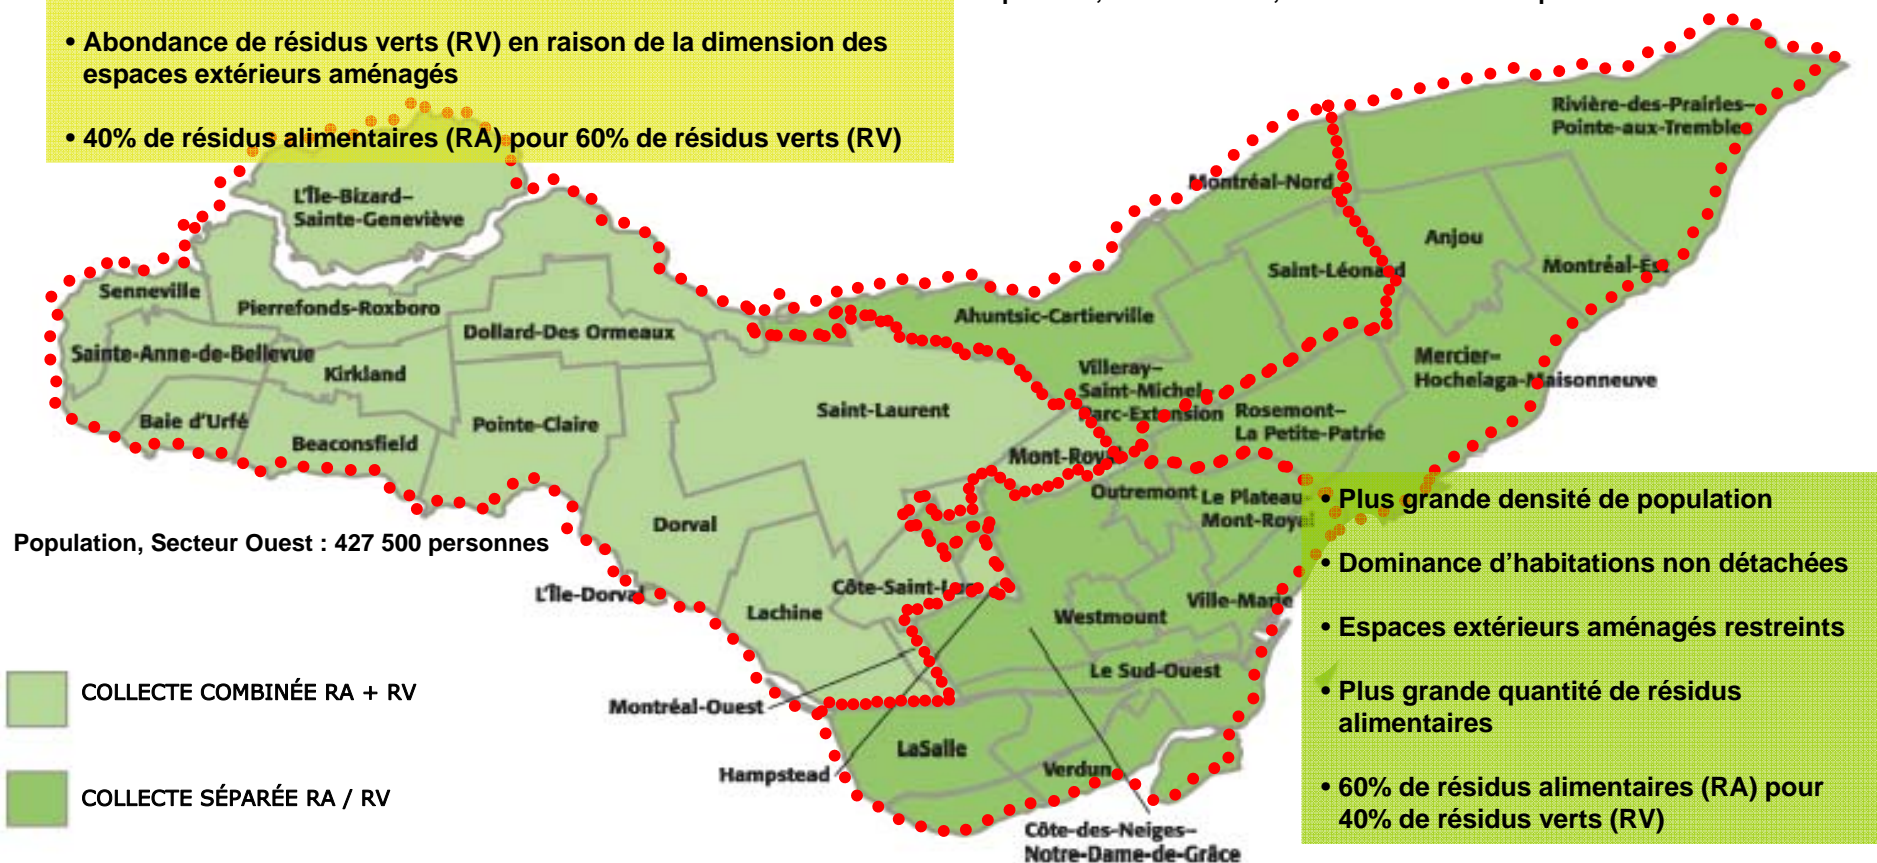 • Abondance de résidus verts (RV) en raison de la dimension des
espaces extérieurs aménagés
• 40% de résidus alimentaires (RA) pour 60% de résidus verts (RV)
Rivière-des-Prairies–
Pointe-aux-Trembles
Montréal-Nord
L'Île-Bizard–
Sainte-Geneviève
Anjou
Saint-Léonard
Montréal-Est
Senneville
Pierrefonds-Roxboro
Dollard-Des Ormeaux
Ahuntsic-Cartierville
Sainte-Anne-de-Bellevue
Kirkland
Villeray–
Saint-Michel–
Parc-Extension
Mercier–
Hochelaga-Maisonneuve
Baie d'Urfé
Beaconsfield
Pointe-Claire
Saint-Laurent
Rosemont–
La Petite-Patrie
Mont-Royal
Outremont
Le Plateau-
Mont-Royal
Dorval
Population, Secteur Ouest : 427 500 personnes
L'Île-Dorval
Côte-Saint-Luc
Lachine
Westmount
Ville-Marie
Le Sud-Ouest
Montréal-Ouest
LaSalle
Hampstead
Verdun
Côte-des-Neiges–
Notre-Dame-de-Grâce
• Plus grande densité de population
• Dominance d'habitations non détachées
• Espaces extérieurs aménagés restreints
• Plus grande quantité de résidus
alimentaires
• 60% de résidus alimentaires (RA) pour
40% de résidus verts (RV)
COLLECTE COMBINÉE RA + RV
COLLECTE SÉPARÉE RA / RV